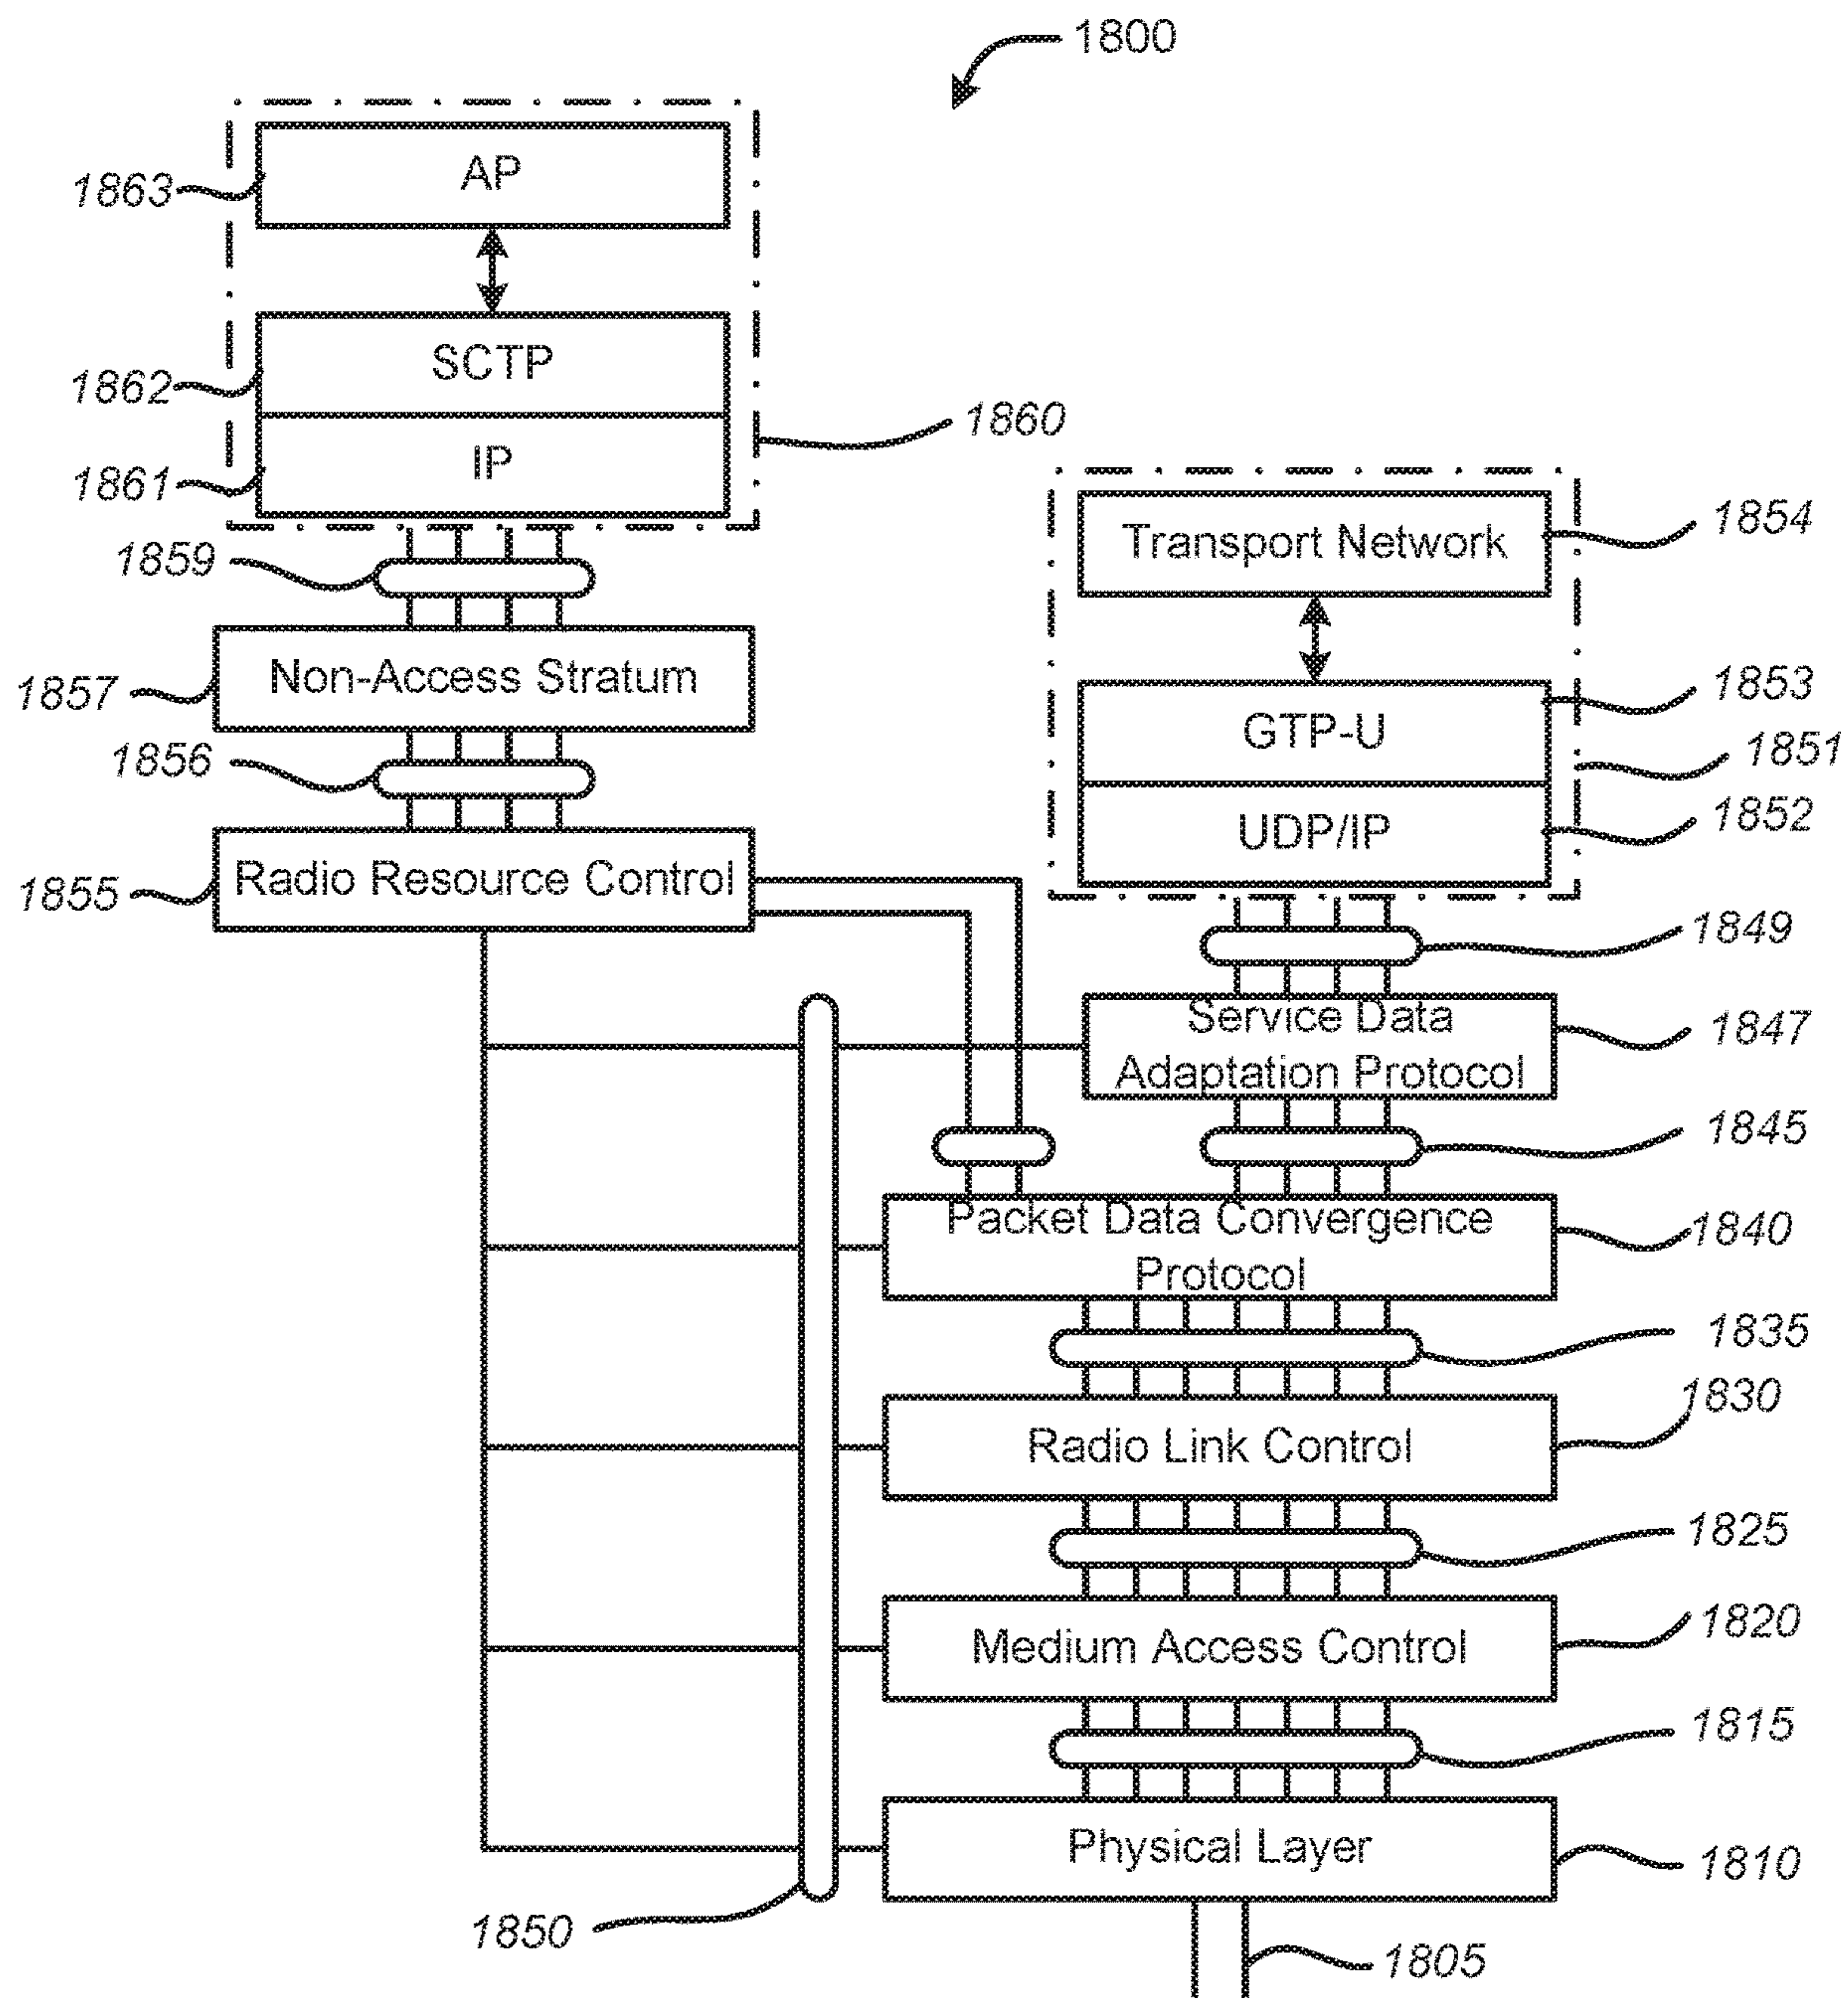 1800
AP
1863
SCTP
1862
1860
IP
1861
Transport Network
1854
1859
Non-Access Stratum
1857
GTP-U
1853
1851
1856
UDP/IP
1852
Radio Resource Control
1855
1849
Service Data
Adaptation Protocol
1847
1845
Packet Data Convergence
Protocol
1840
1835
1830
Radio Link Control
1825
Medium Access Control
1820
1815
Physical Layer
1810
1850
1805